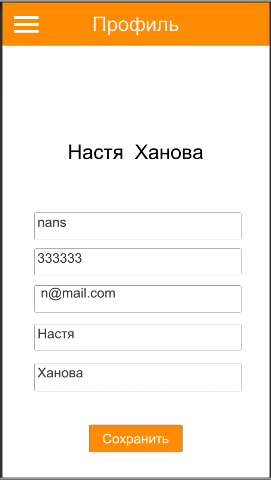 Профиль
Настя Ханова
nans
333333
n@mail.com
Настя
Ханова
Сохранить